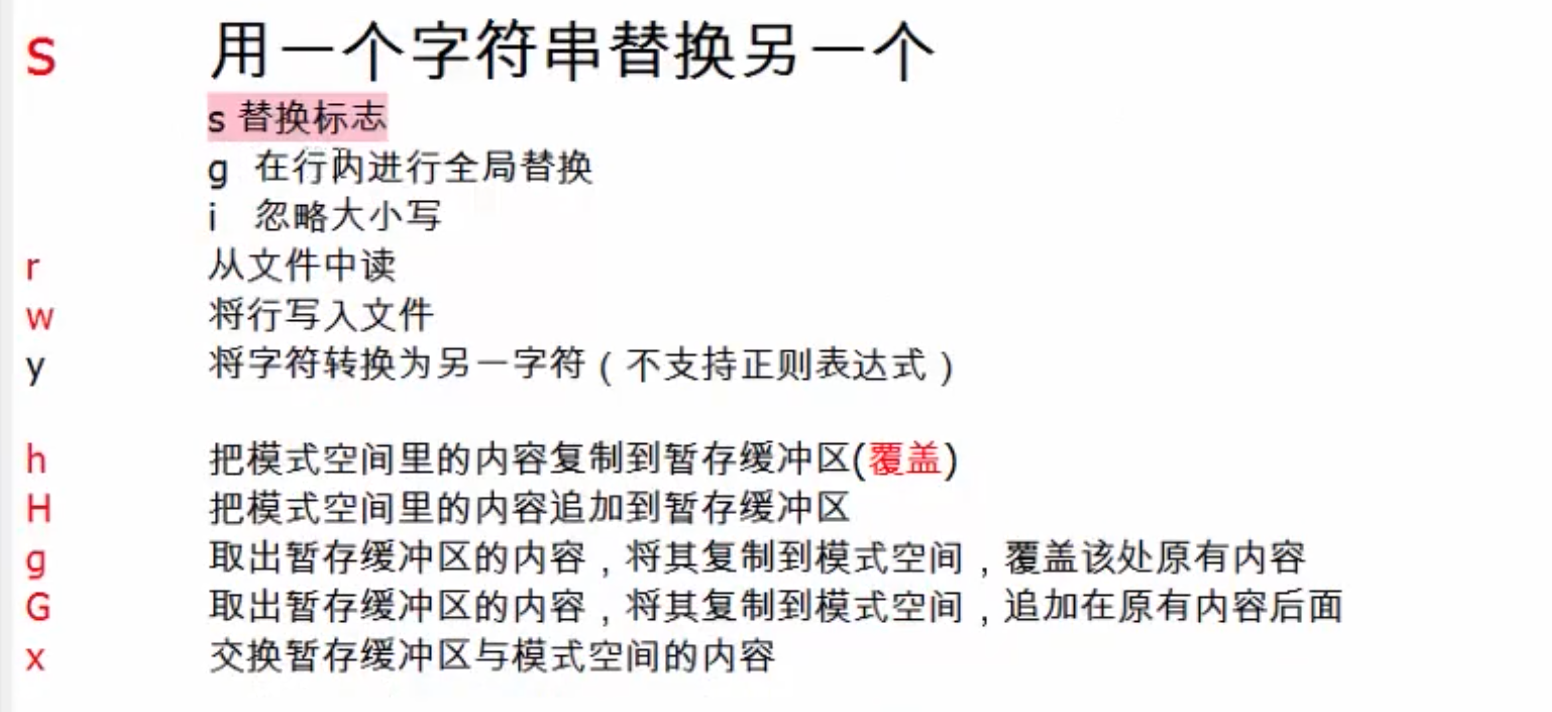 s 用一个字符串替换另一个
s 替换标志
g 在行内进行全局替换
i 忽略大小写
r 从文件中读
w 将行写入文件
y 将字符转换为另一字符（不支持正则表达式）
h 把模式空间里的内容复制到暂存缓冲区(覆盖)
H 把模式空间里的内容追加到暂存缓冲区
g 取出暂存缓冲区的内容，将其复制到模式空间，覆盖该处原有内容
G 取出暂存缓冲区的内容，将其复制到模式空间，追加在原有内容后面
x 交换暂存缓冲区与模式空间的内容